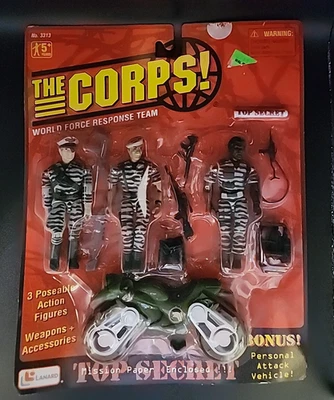 No. 3313
WARNING:
5+
THE CORPS!
WORLD FORCE RESPONSE TEAM
TOP SECRET
3 Poseable
Action
Figures
Weapons +
Accessories
BONUS!
Personal
Attack
Vehicle!
LANARD
TOP SECRET
Mission Paper Enclosed !!!